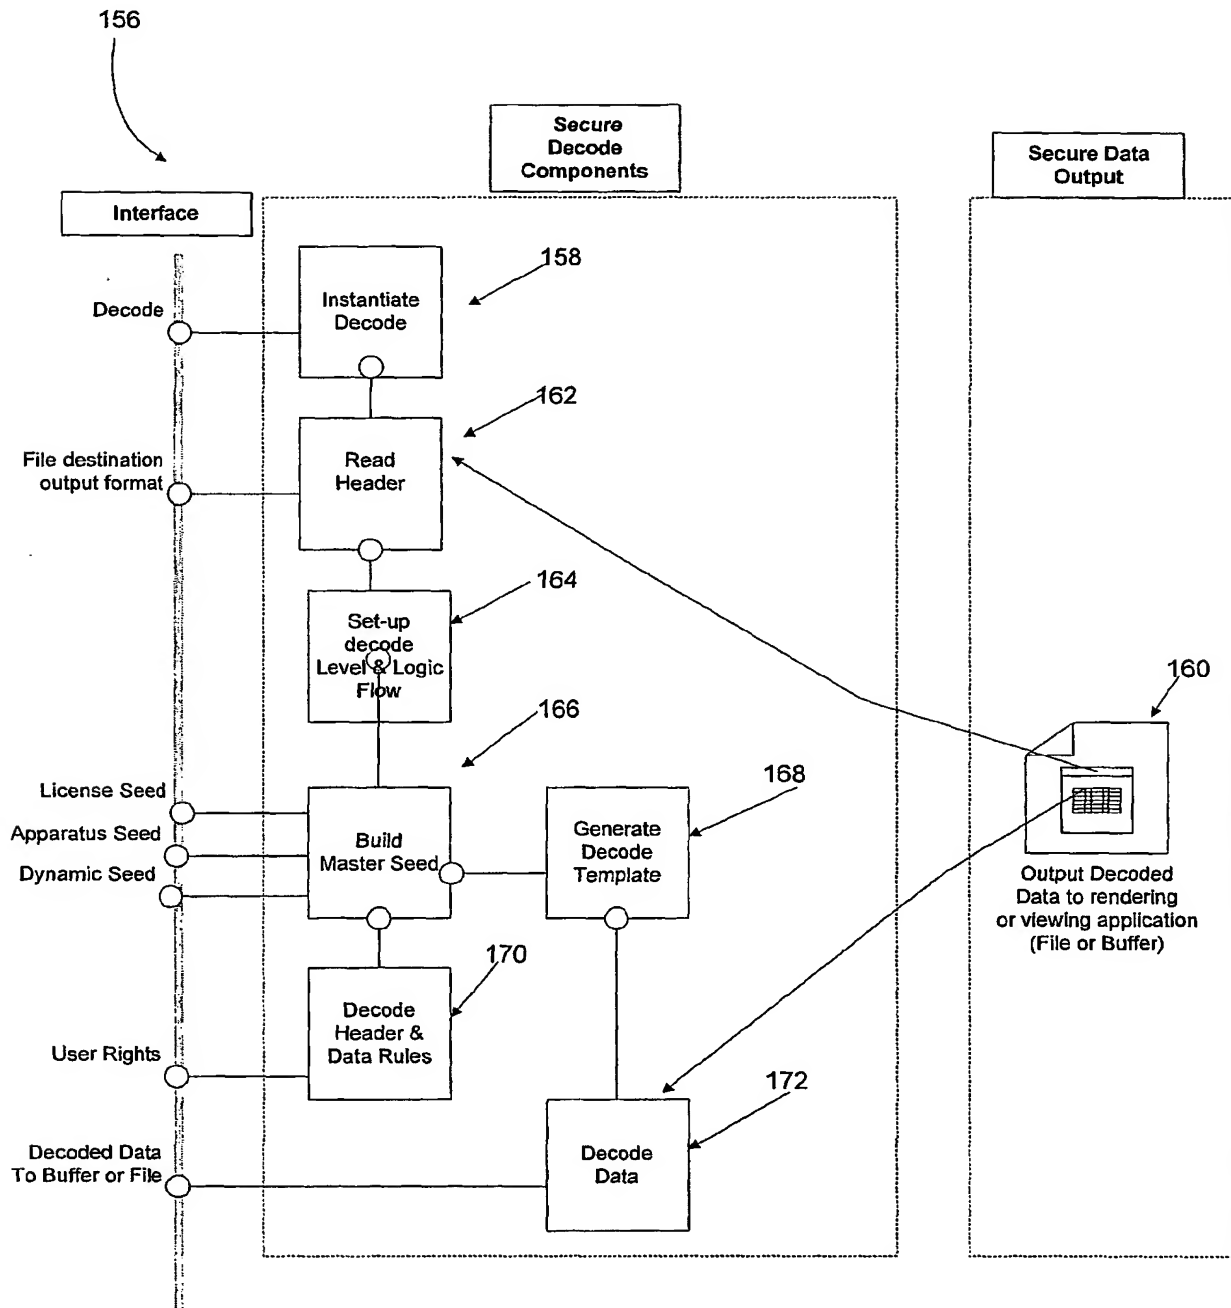 156
Secure
Decode
Components
Secure Data
Output
Interface
158
Instantiate
Decode
Decode
162
File destination
output format
Read
Header
164
Set-up
decode
Level & Logic
Flow
160
166
168
License Seed
Apparatus Seed
Dynamic Seed
Build
Master Seed
Generate
Decode
Template
Output Decoded
Data to rendering
or viewing application
(File or Buffer)
170
Decode
Header &
Data Rules
User Rights
172
Decoded Data
To Buffer or File
Decode
Data